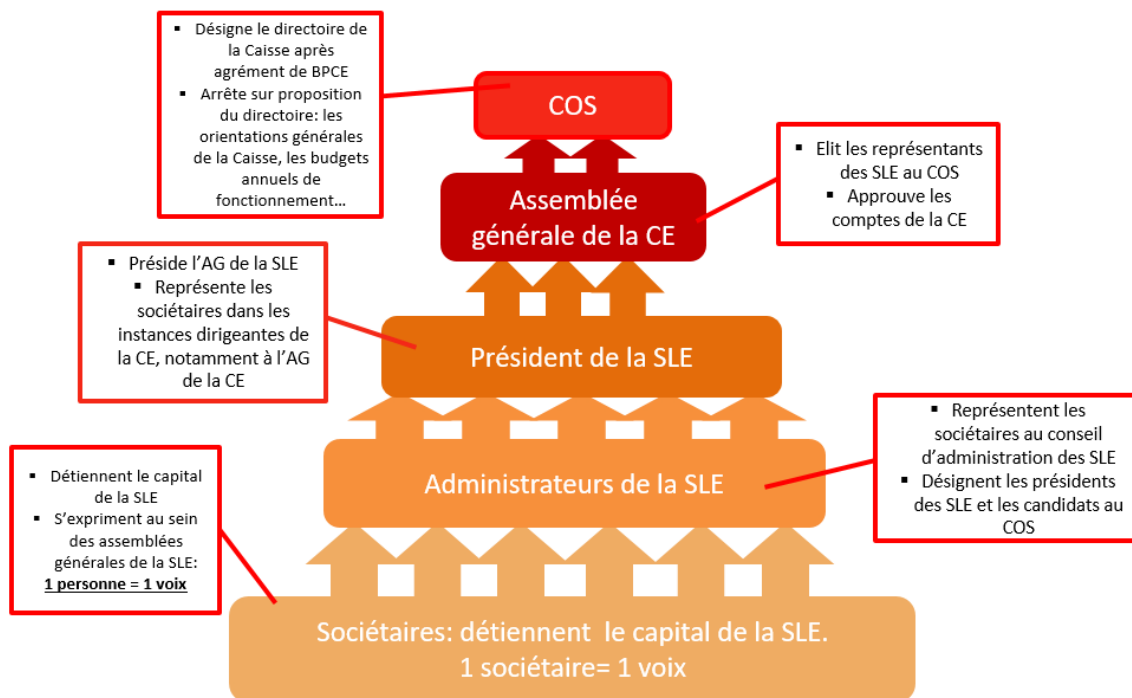 ▪ Désigne le directoire de
la Caisse après
agrément de BPCE
▪ Arrête sur proposition
du directoire: les
orientations générales
de la Caisse, les budgets
annuels de
fonctionnement…
COS
▪ Elit les représentants
des SLE au COS
▪ Approuve les
comptes de la CE
Assemblée
générale de la CE
▪ Préside l’AG de la SLE
▪ Représente les
sociétaires dans les
instances dirigeantes de
la CE, notamment à l’AG
de la CE
Président de la SLE
▪ Représentent les
sociétaires au conseil
d’administration des SLE
▪ Désignent les présidents
des SLE et les candidats au
COS
Administrateurs de la SLE
▪ Détiennent le capital
de la SLE
▪ S’expriment au sein
des assemblées
générales de la SLE:
1 personne = 1 voix
Sociétaires: détiennent le capital de la SLE.
1 sociétaire= 1 voix